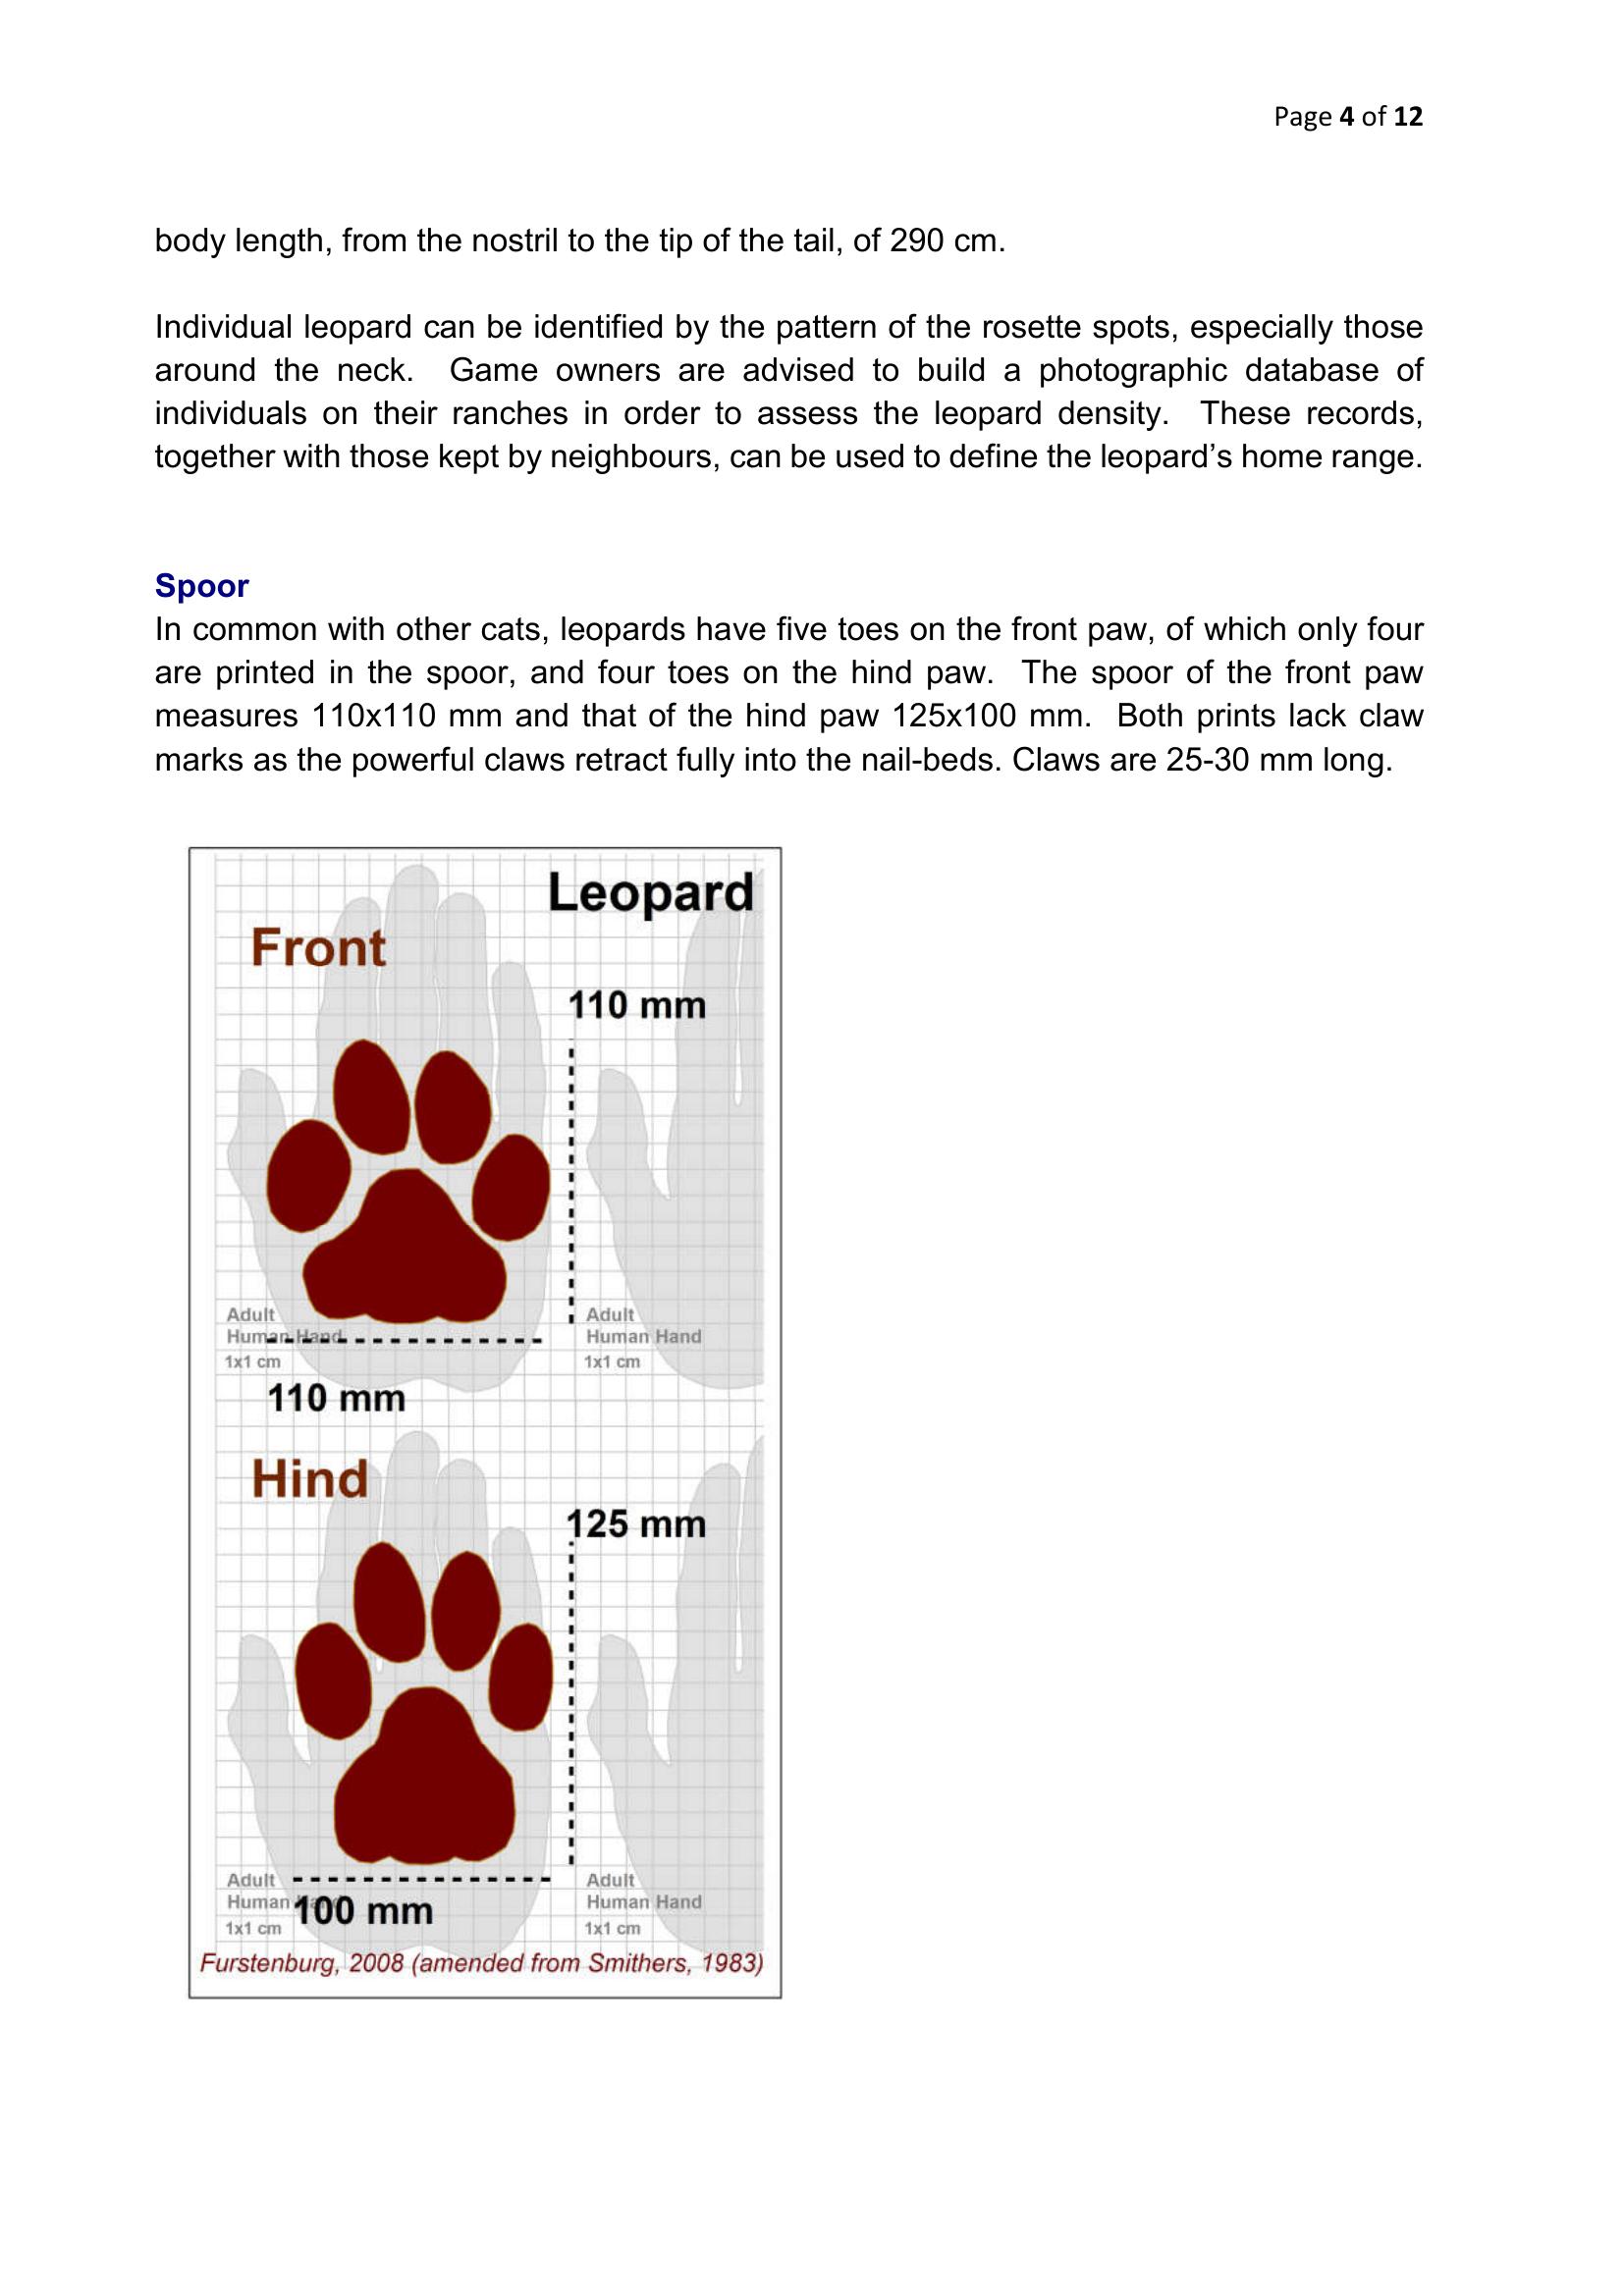 Page 4 of 12
body length, from the nostril to the tip of the tail, of 290 cm.
Individual leopard can be identified by the pattern of the rosette spots, especially those
around the neck.  Game owners are advised to build a photographic database of
individuals on their ranches in order to assess the leopard density.  These records,
together with those kept by neighbours, can be used to define the leopard’s home range.
Spoor
In common with other cats, leopards have five toes on the front paw, of which only four
are printed in the spoor, and four toes on the hind paw.  The spoor of the front paw
measures 110x110 mm and that of the hind paw 125x100 mm.  Both prints lack claw
marks as the powerful claws retract fully into the nail-beds. Claws are 25-30 mm long.
Leopard
Front
110 mm
Adult
Human Hand
1x1 cm
Adult
Human Hand
1x1 cm
110 mm
Hind
125 mm
Adult
Human Hand
1x1 cm
100 mm
Adult
Human Hand
1x1 cm
Furstenburg, 2008 (amended from Smithers, 1983)